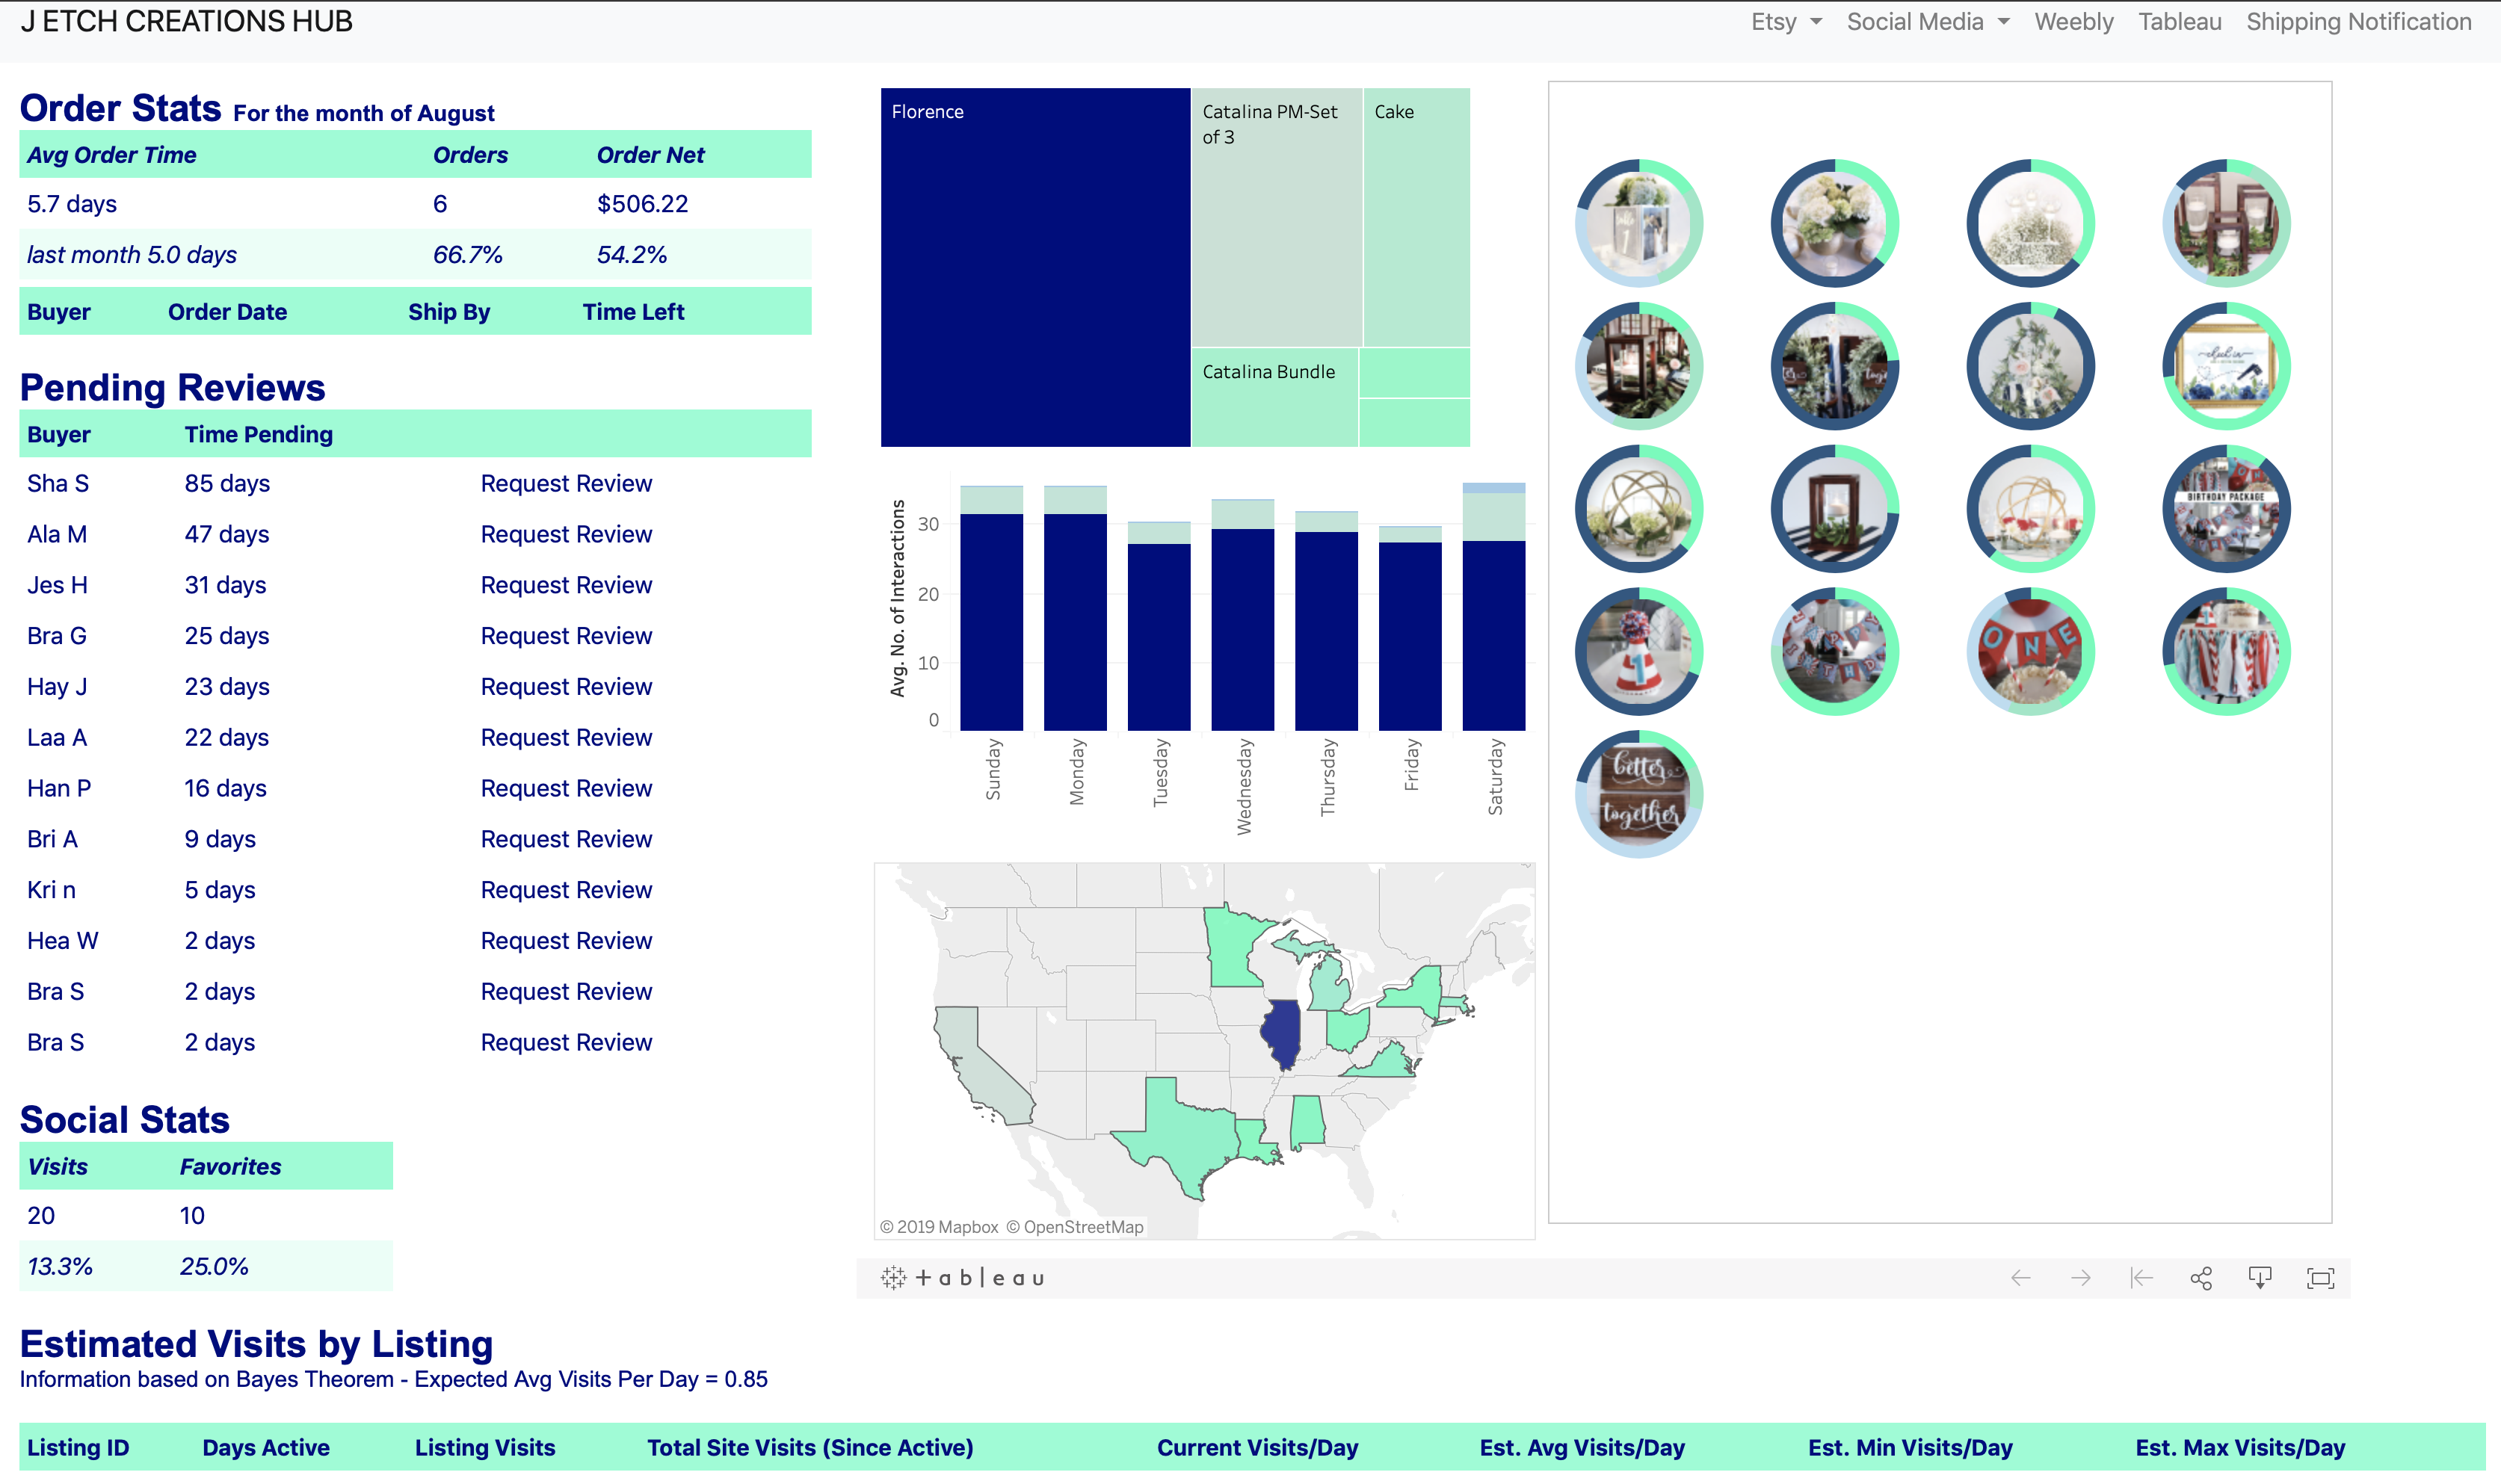 J ETCH CREATIONS HUB
Etsy Social Media Weebly Tableau Shipping Notification
Order Stats For the month of August
Avg Order Time Orders Order Net
5.7 days 6 $506.22
last month 5.0 days 66.7% 54.2%
Buyer Order Date Ship By Time Left
Pending Reviews
Buyer Time Pending
Sha S 85 days Request Review
Ala M 47 days Request Review
Jes H 31 days Request Review
Bra G 25 days Request Review
Hay J 23 days Request Review
Laa A 22 days Request Review
Han P 16 days Request Review
Bri A 9 days Request Review
Kri n 5 days Request Review
Hea W 2 days Request Review
Bra S 2 days Request Review
Bra S 2 days Request Review
Social Stats
Visits Favorites
20 10
13.3% 25.0%
Florence
Catalina PM-Set
of 3
Cake
Catalina Bundle
Avg. No. of Interactions
30
20
10
0
Sunday Monday Tuesday Wednesday Thursday Friday Saturday
© 2019 Mapbox © OpenStreetMap
check in
BIRTHDAY PACKAGE
1
ONE
better
together
+ableau
Estimated Visits by Listing
Information based on Bayes Theorem - Expected Avg Visits Per Day = 0.85
Listing ID Days Active Listing Visits Total Site Visits (Since Active) Current Visits/Day Est. Avg Visits/Day Est. Min Visits/Day Est. Max Visits/Day